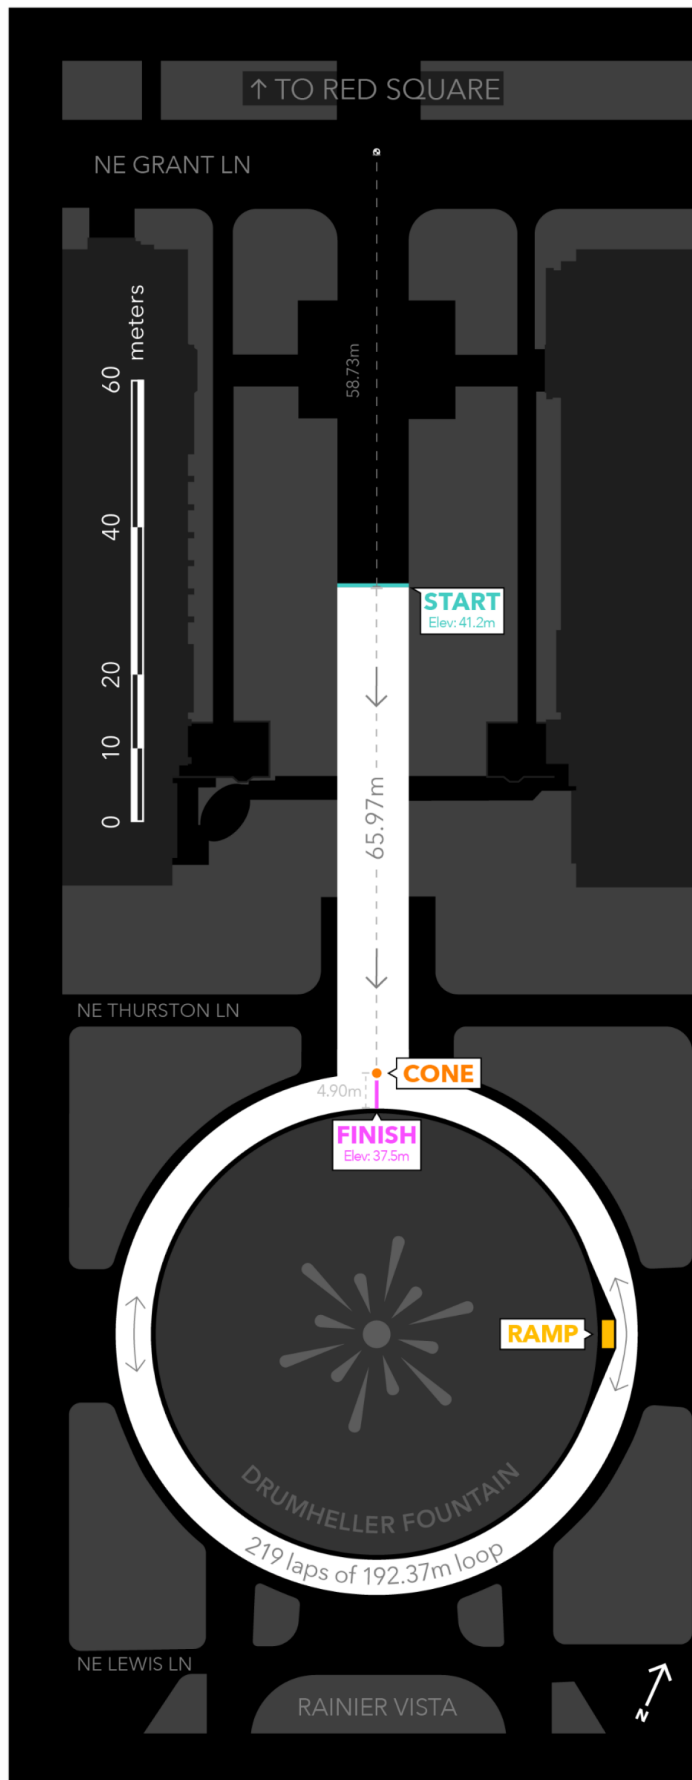 ↑ TO RED SQUARE
NE GRANT LN
meters
60
40
20
10
0
58.73m
START
Elev: 41.2m
65.97m
NE THURSTON LN
CONE
4.90m
FINISH
Elev: 37.5m
RAMP
DRUMHELLER FOUNTAIN
219 laps of 192.37m loop
NE LEWIS LN
RAINIER VISTA
N